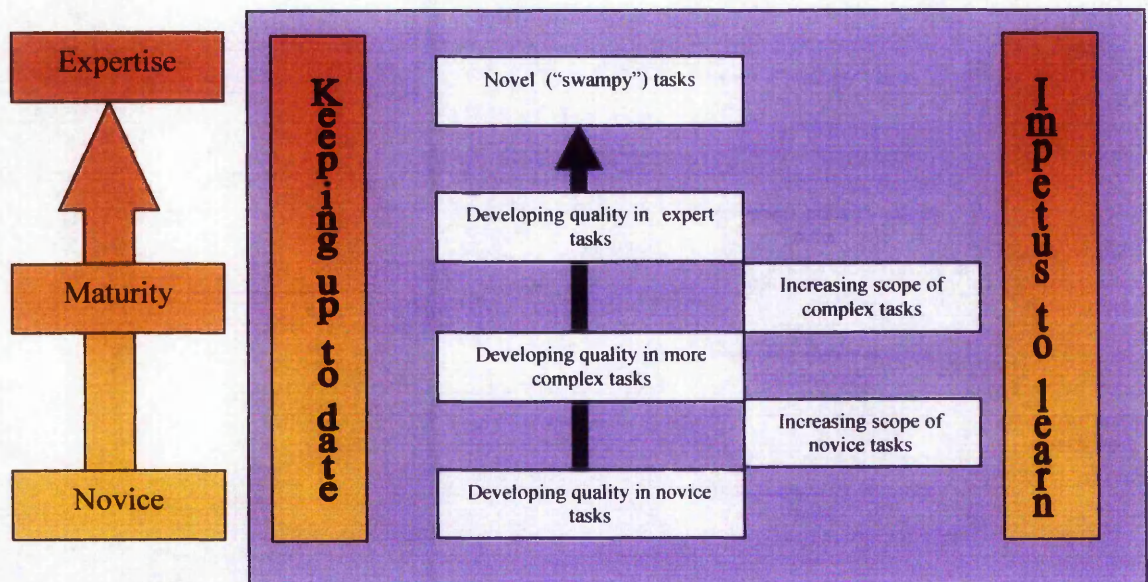 Expertise
Maturity
Novice
Keeping up to date
Novel ("swampy") tasks
Developing quality in expert
tasks
Increasing scope of
complex tasks
Developing quality in more
complex tasks
Increasing scope of
novice tasks
Developing quality in novice
tasks
Impetus to learn